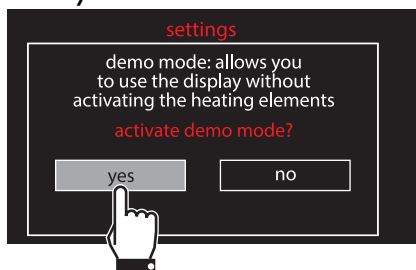 settings
demo mode: allows you
to use the display without
activating the heating elements
activate demo mode?
yes
no